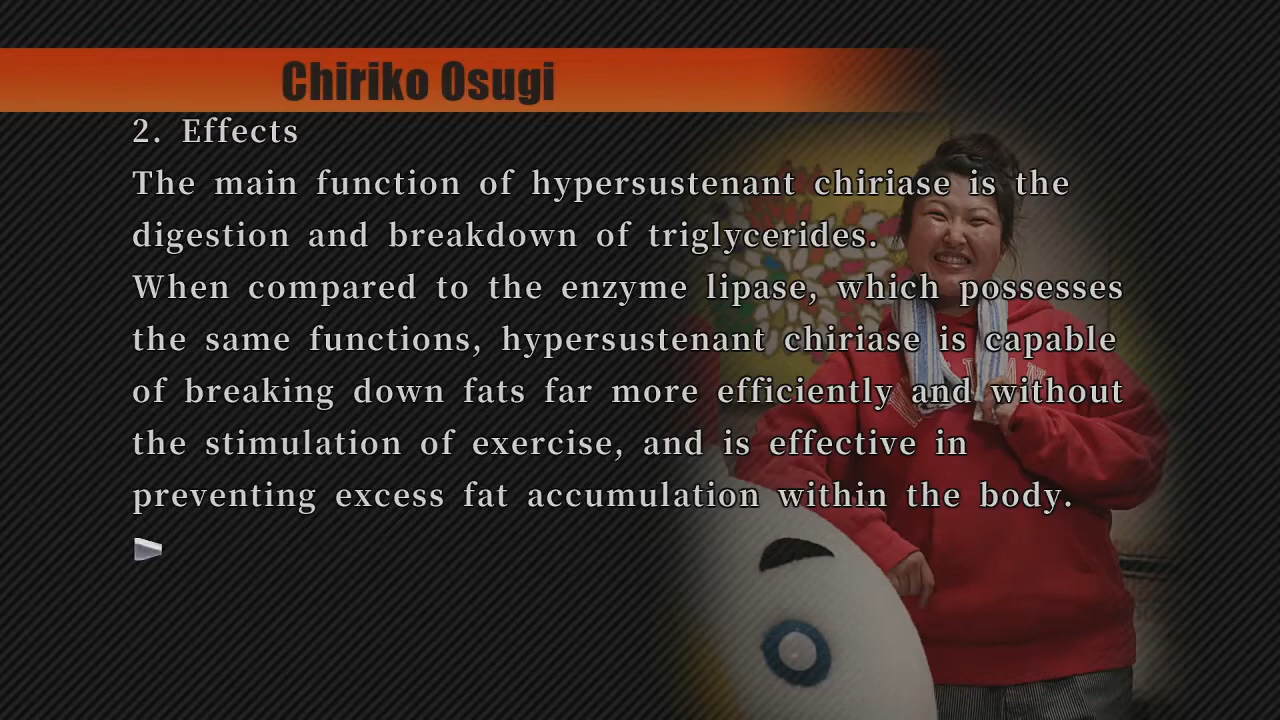 Chiriko Osugi
2. Effects
The main function of hypersustenant chiriase is the
digestion and breakdown of triglycerides.
When compared to the enzyme lipase, which possesses
the same functions, hypersustenant chiriase is capable
of breaking down fats far more efficiently and without
the stimulation of exercise, and is effective in
preventing excess fat accumulation within the body.